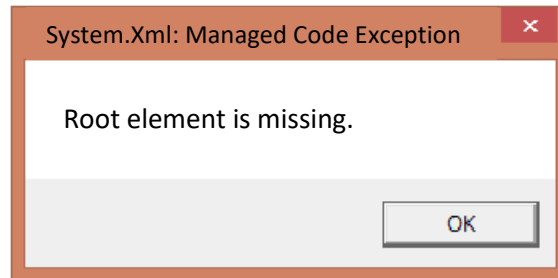 System.Xml: Managed Code Exception
Root element is missing.
OK